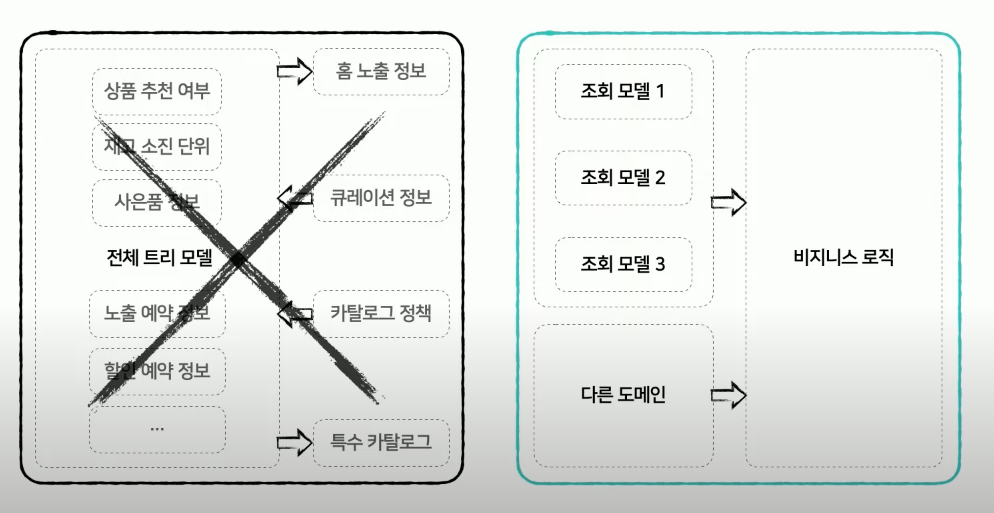 상품 추천 여부
재고 소진 단위
사은품 정보
전체 트리 모델
노출 예약 정보
할인 예약 정보
...
홈 노출 정보
큐레이션 정보
카탈로그 정책
특수 카탈로그
조회 모델 1
조회 모델 2
조회 모델 3
다른 도메인
비지니스 로직